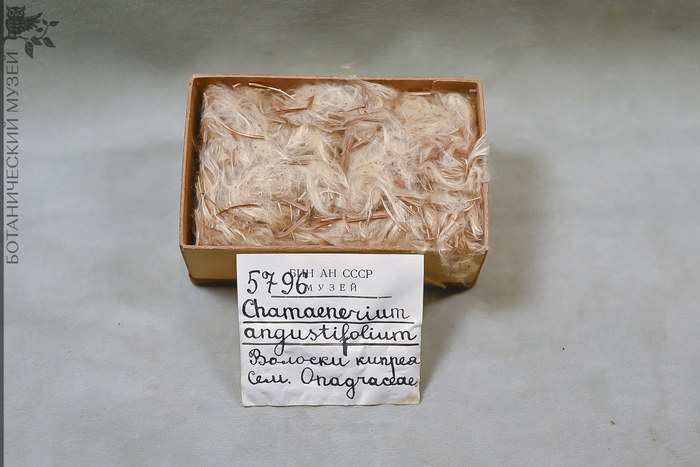 БОТАНИЧЕСКИЙ МУЗЕЙ
5796
БИН АН СССР
МУЗЕЙ
Chamaenerium
angustifolium
Волоски кипрея
Сем. Onagraceae